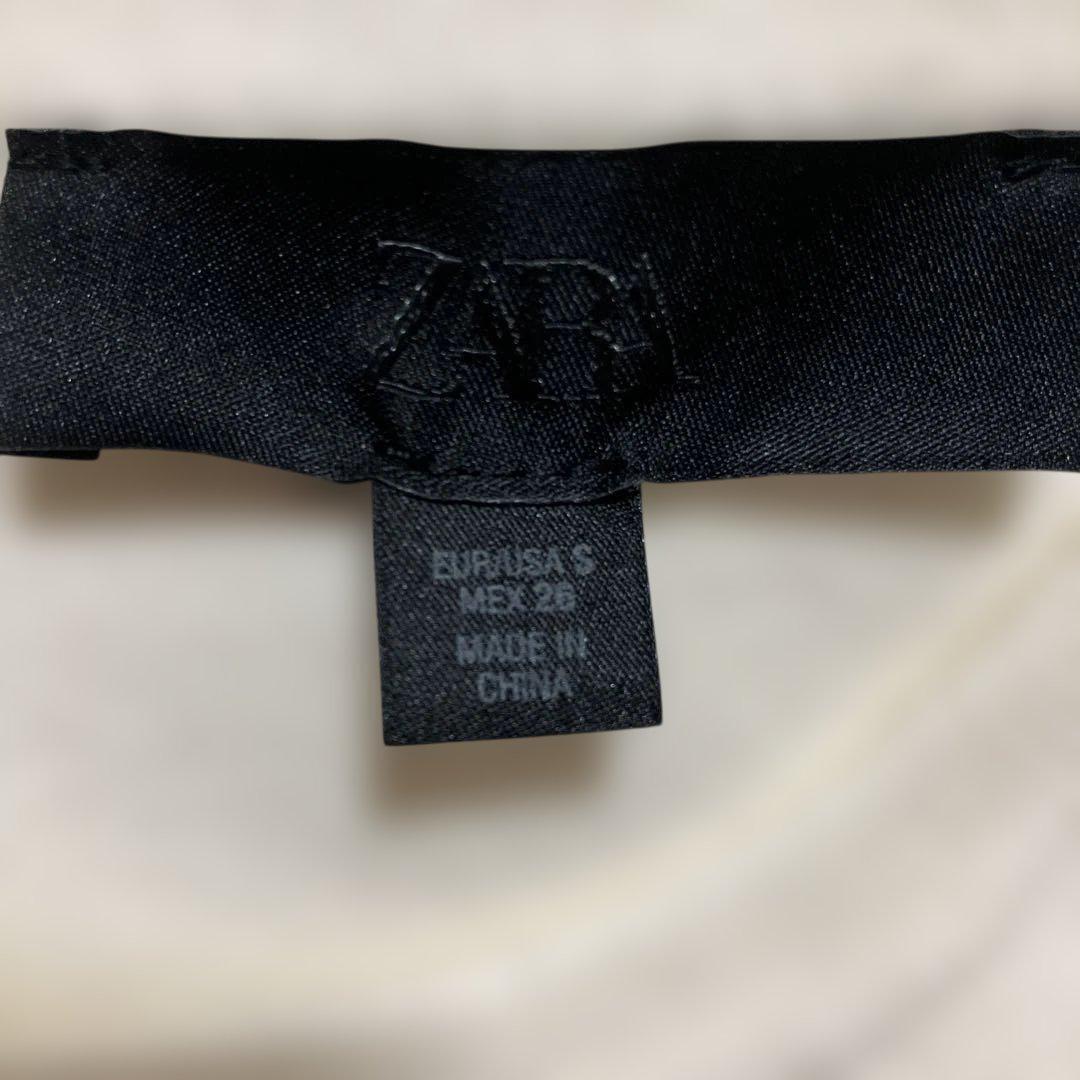 ZARA
EUR/USA S
MEX 26
MADE IN
CHINA